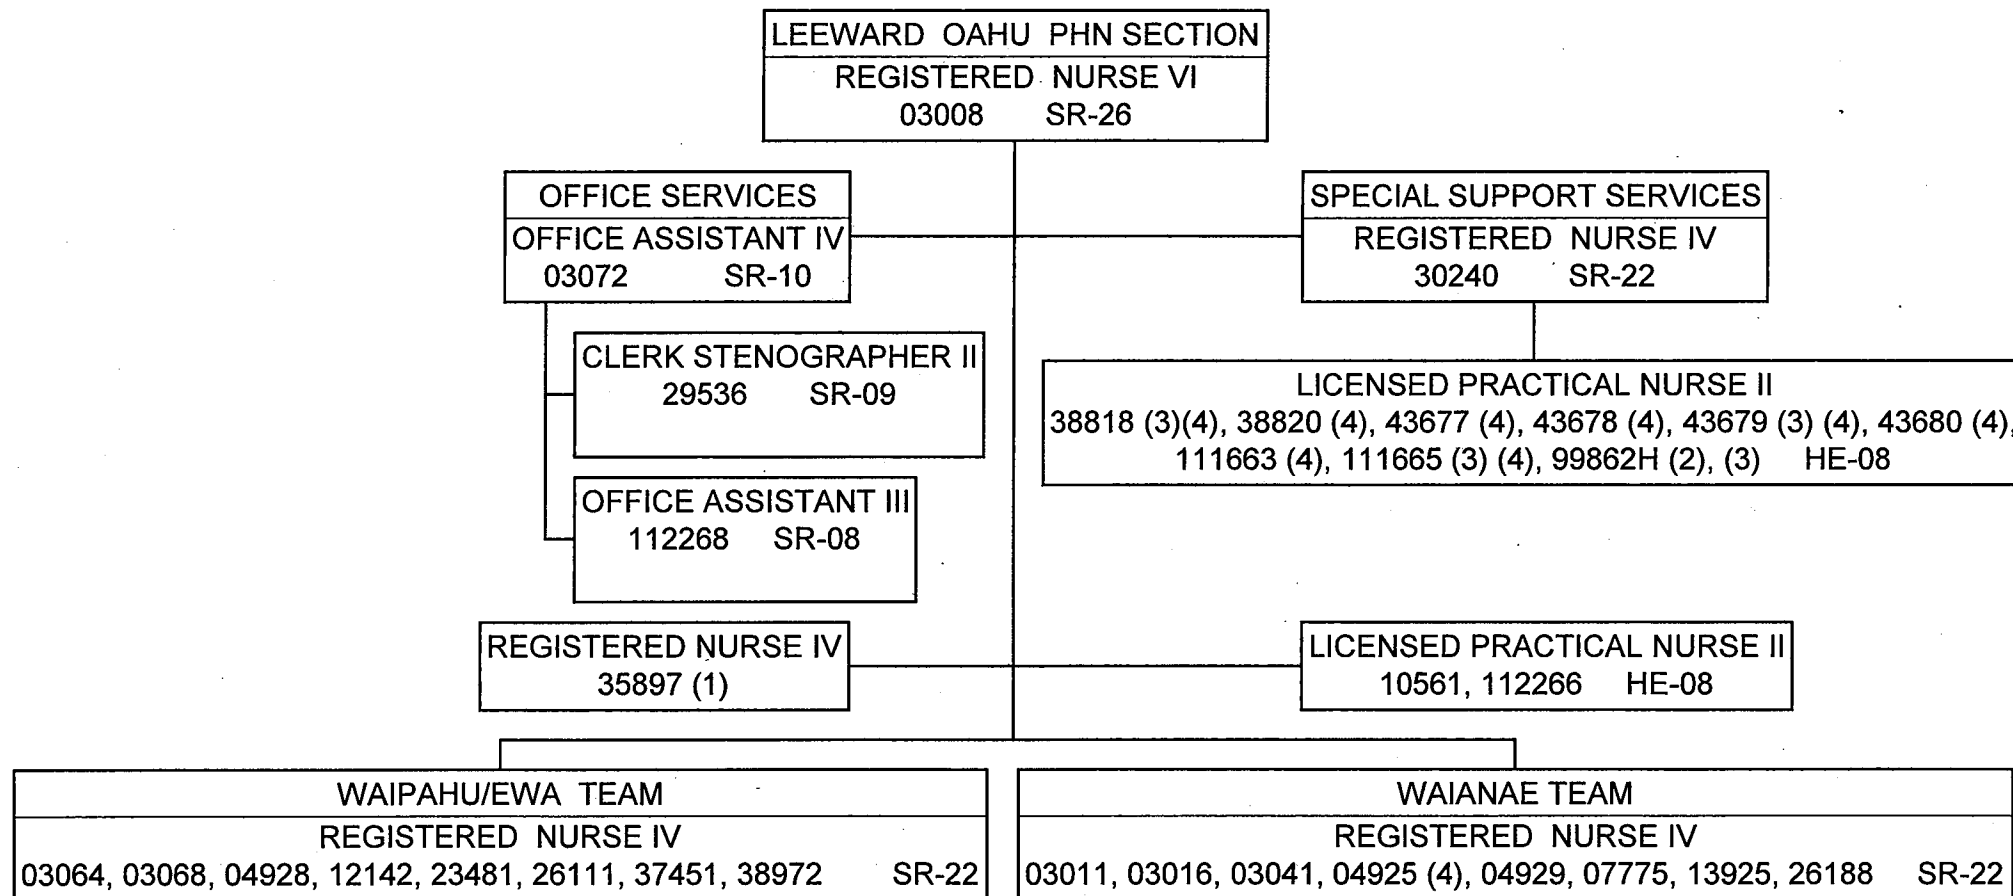 LEEWARD OAHU PHN SECTION
REGISTERED NURSE VI
03008 SR-26
OFFICE SERVICES
OFFICE ASSISTANT IV
03072 SR-10
SPECIAL SUPPORT SERVICES
REGISTERED NURSE IV
30240 SR-22
CLERK STENOGRAPHER II
29536 SR-09
LICENSED PRACTICAL NURSE II
38818 (3)(4), 38820 (4), 43677 (4), 43678 (4), 43679 (3) (4), 43680 (4),
111663 (4), 111665 (3) (4), 99862H (2), (3) HE-08
OFFICE ASSISTANT III
112268 SR-08
REGISTERED NURSE IV
35897 (1)
LICENSED PRACTICAL NURSE II
10561, 112266 HE-08
WAIPAHU/EWA TEAM
REGISTERED NURSE IV
03064, 03068, 04928, 12142, 23481, 26111, 37451, 38972 SR-22
WAIANAE TEAM
REGISTERED NURSE IV
03011, 03016, 03041, 04925 (4), 04929, 07775, 13925, 26188 SR-22